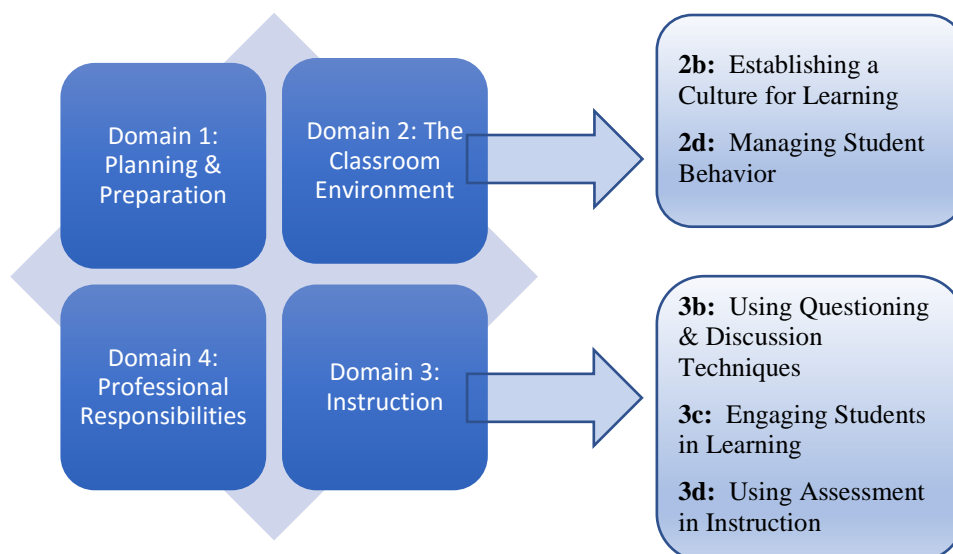 Domain 1:
Planning &
Preparation
Domain 2: The
Classroom
Environment
2b: Establishing a
Culture for Learning
2d: Managing Student
Behavior
Domain 4:
Professional
Responsibilities
Domain 3:
Instruction
3b: Using Questioning
& Discussion
Techniques
3c: Engaging Students
in Learning
3d: Using Assessment
in Instruction